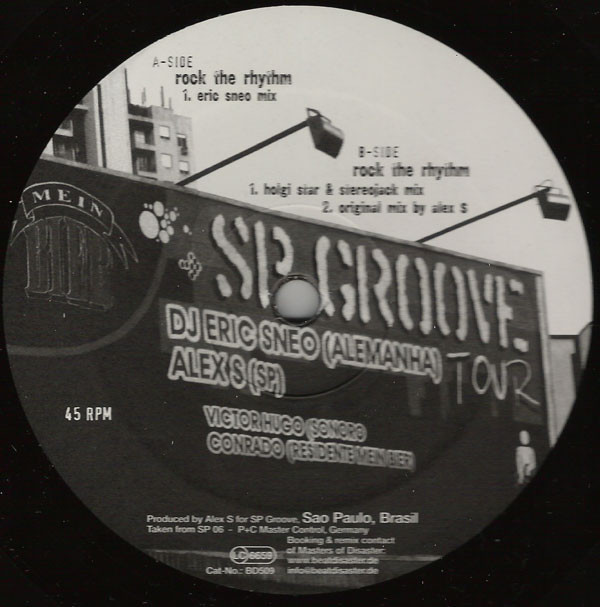 A-SIDE
rock the rhythm
1. eric sneo mix
B-SIDE
rock the rhythm
1. holgi star & stereojack mix
2. original mix by alex S
MEIN
BIER
SP GROOVE
TOUR
DJ ERIC SNEO (ALEMANHA)
ALEX S (SP)
VICTOR HUGO (SONORO
CONRADO (RESIDENTE MEIN BIER)
45 RPM
Produced by Alex S for SP Groove, Sao Paulo, Brasil
Taken from SP 06 - P+C Master Control, Germany
Booking & remix contact
of Masters of Disaster:
www.beatdisaster.de
info@beatdisaster.de
LC 6659
Cat-No.: BD509